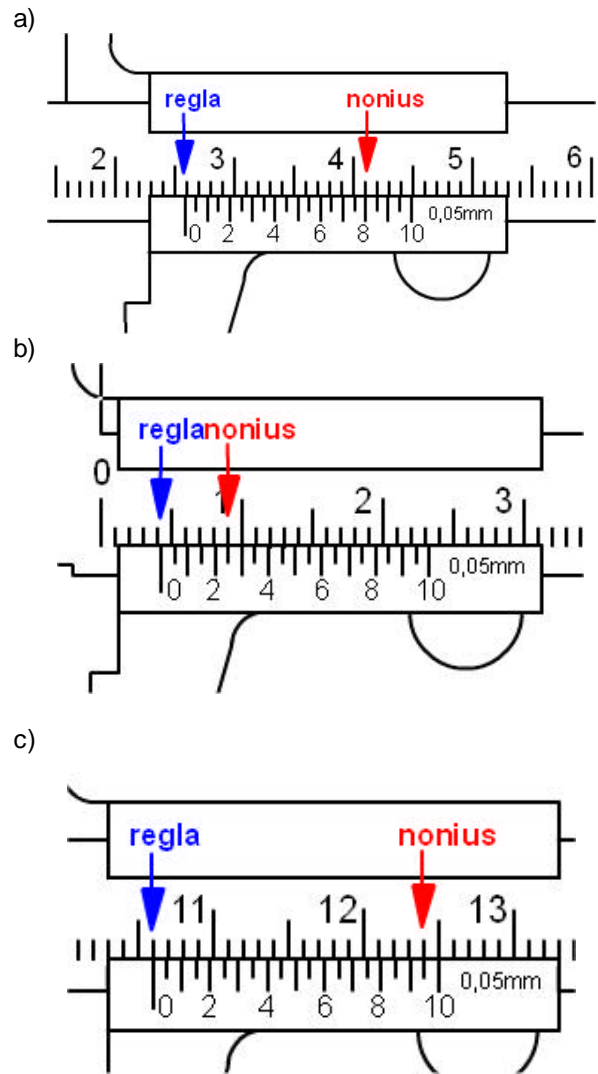 a)
regla nonius
2 3 4 5 6
0 2 4 6 8 10 0,05mm
b)
regla nonius
0 1 2 3
0 2 4 6 8 10 0,05mm
c)
regla nonius
11 12 13
0 2 4 6 8 10 0,05mm